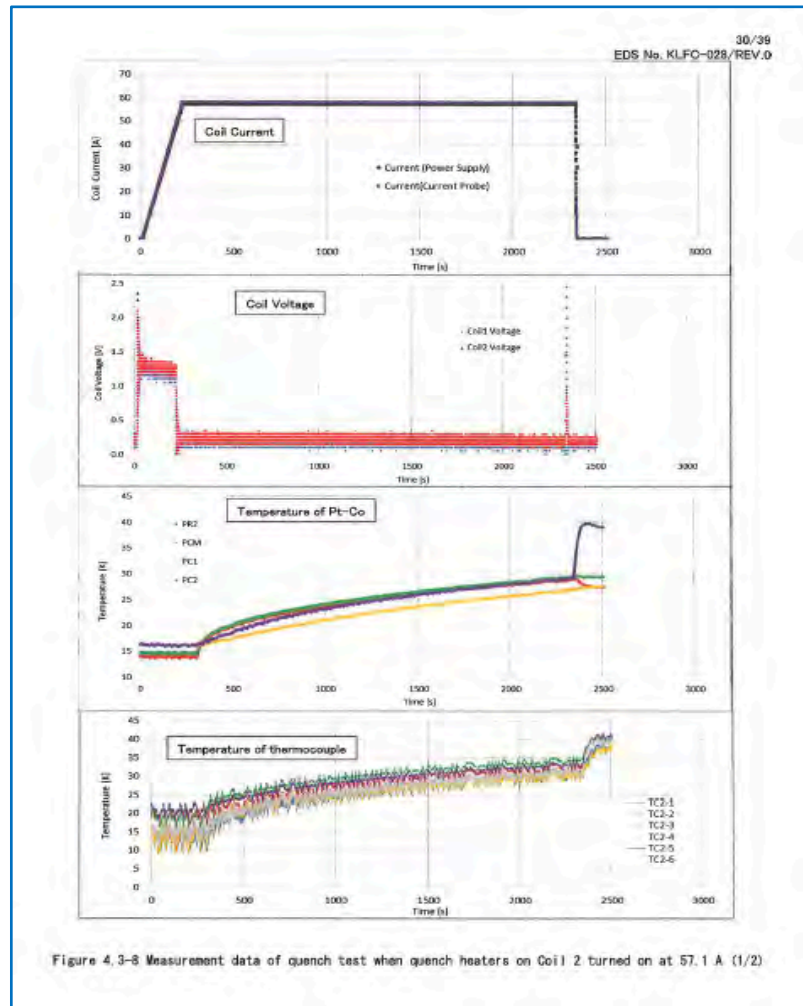 30/39
EDS No. KLFC-028/REV.0
70
60
50
40
30
20
10
0
Coil Current [A]
Coil Current
Current (Power Supply)
Current(Current Probe)
0 500 1000 1500 2000 2500 3000
Time [s]
2.5
2.0
1.5
1.0
0.5
0.0
Coil Voltage [V]
Coil Voltage
Coil1 Voltage
Coil2 Voltage
0 500 1000 1500 2000 2500 3000
Time [s]
45
40
35
30
25
20
15
10
Temperature [K]
Temperature of Pt-Co
PR2
PCM
PC1
PC2
0 500 1000 1500 2000 2500 3000
Time [s]
45
40
35
30
25
20
15
10
5
0
Temperature [K]
Temperature of thermocouple
TC2-1
TC2-2
TC2-3
TC2-4
TC2-5
TC2-6
0 500 1000 1500 2000 2500 3000
Time [s]
Figure 4.3-8 Measurement data of quench test when quench heaters on Coil 2 turned on at 57.1 A (1/2)